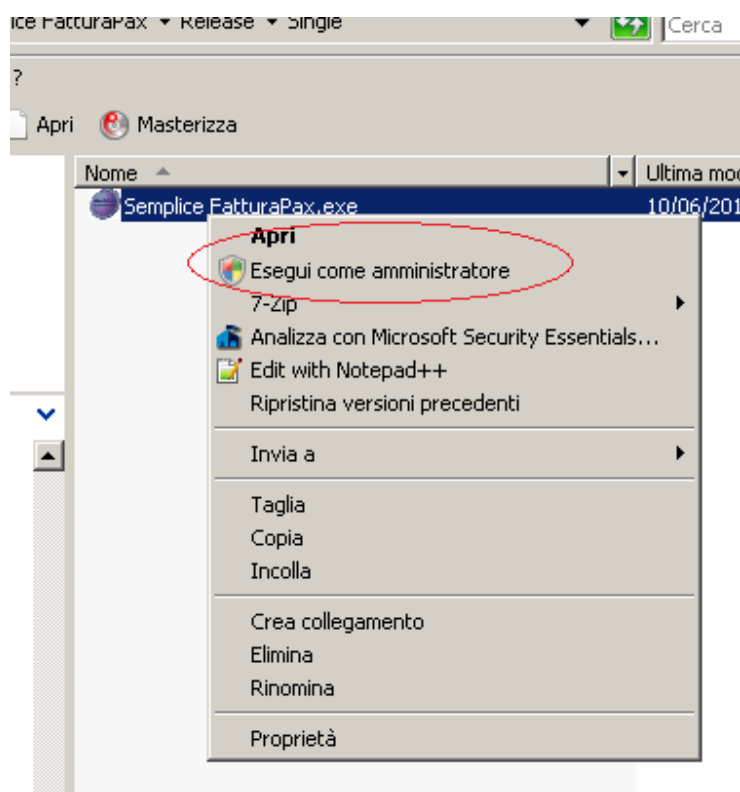 FatturaPax Release Single Cerca
?
Apri Masterizza
Nome Ultima
Semplice FatturaPax.exe 10/06/201
Apri
Esegui come amministratore
7-Zip
Analizza con Microsoft Security Essentials...
Edit with Notepad++
Ripristina versioni precedenti
Invia a
Taglia
Copia
Incolla
Crea collegamento
Elimina
Rinomina
Proprietà